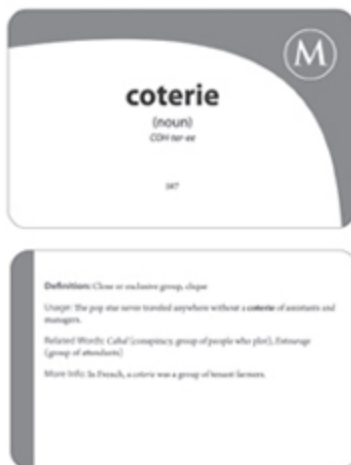 M
coterie
(noun)
COH-ter-ee
187
Definition: Close or exclusive group, clique
Usage: The pop star never traveled anywhere without a coterie of assistants and
managers.
Related Words: Cabal (conspiracy, group of people who plot), Entourage
(group of attendants)
More Info: In French, a coterie was a group of tenant farmers.